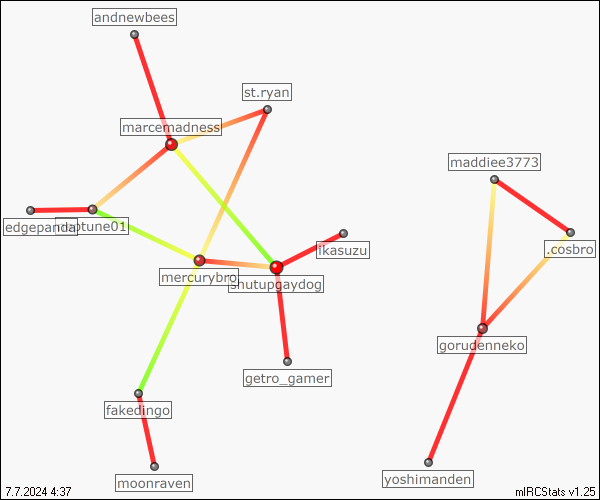 andnewbees
st.ryan
marcemadness
maddiee3773
edgepanda
neptune01
ikasuzu
.cosbro
mercurybro
shutupgaydog
gorudenneko
getro_gamer
fakedingo
moonraven
yoshimanden
7.7.2024 4:37
mIRCStats v1.25